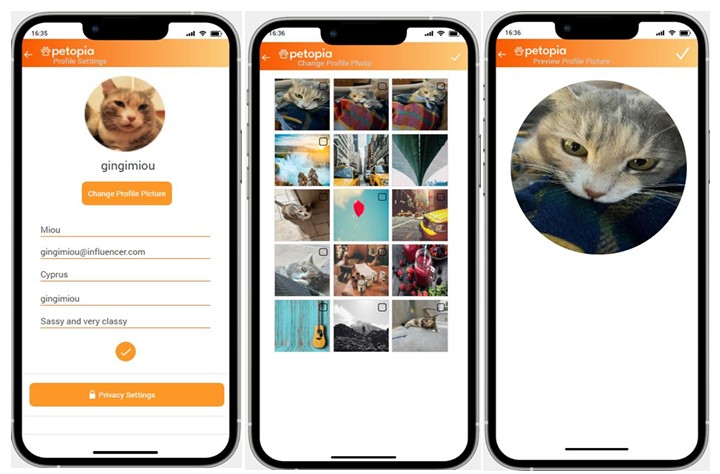 16:35
petopia
Profile Settings
gingimiou
Change Profile Picture
Miou
gingimiou@influencer.com
Cyprus
gingimiou
Sassy and very classy
Privacy Settings
16:36
petopia
Change Profile Photo
16:36
petopia
Preview Profile Picture